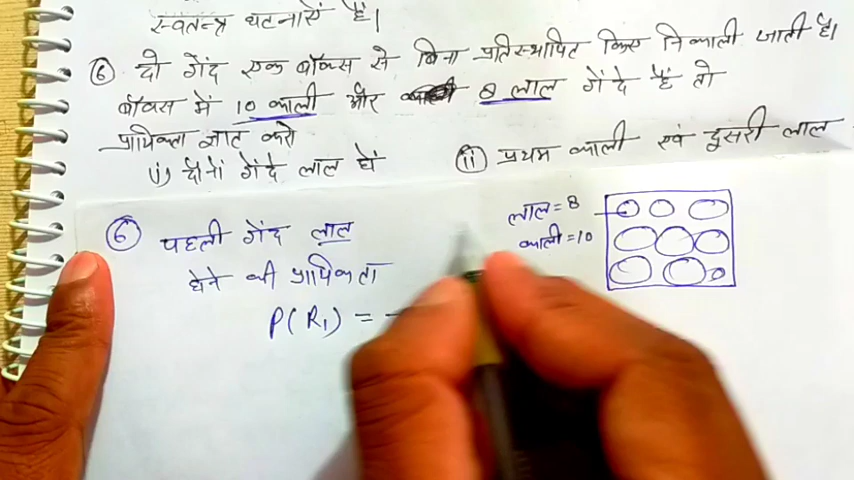 स्वतन्त्र घटनाएं हैं।
⑥ दो गेंद एक बॉक्स से बिना प्रतिस्थापित किए निकाली जाती है।
बॉक्स में 10 काली और 8 लाल गेंदे हैं तो
प्रायिकता ज्ञात करो
(i) दोनों गेंदे लाल हों (ii) प्रथम काली एवं दुसरी लाल
⑥ पहली गेंद लाल
होने की प्रायिकता
P(R₁) =
लाल = 8
काली = 10